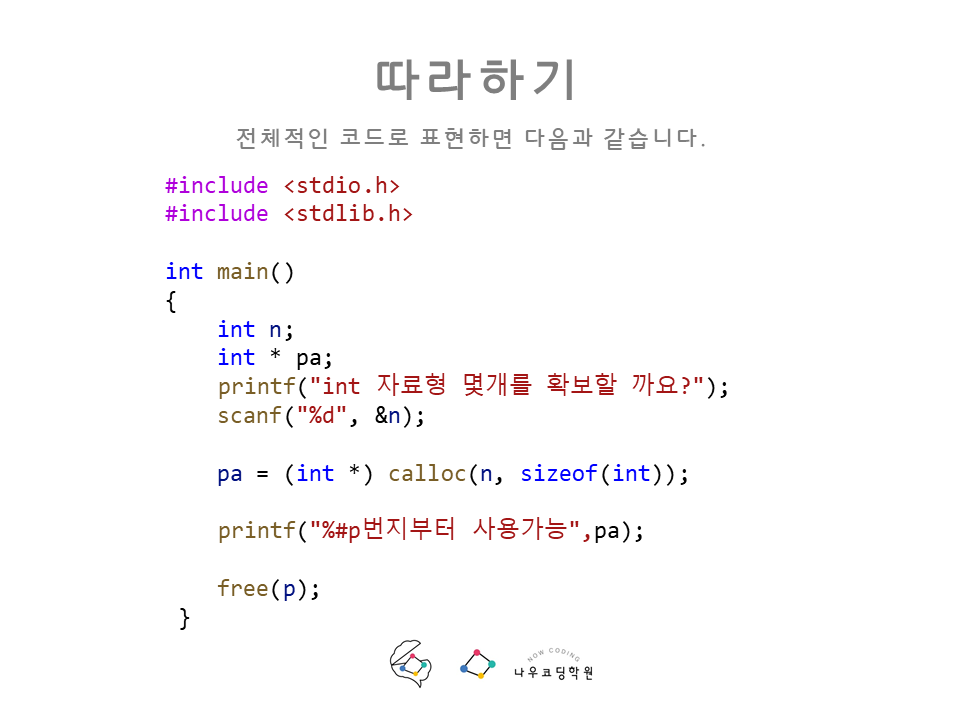 따라하기
전체적인 코드로 표현하면 다음과 같습니다.
#include <stdio.h>
#include <stdlib.h>
int main()
{
    int n;
    int * pa;
    printf("int 자료형 몇개를 확보할 까요?");
    scanf("%d", &n);
    pa = (int *) calloc(n, sizeof(int));
    printf("%#p번지부터 사용가능",pa);
    free(p);
 }
NOW CODING
나우코딩학원